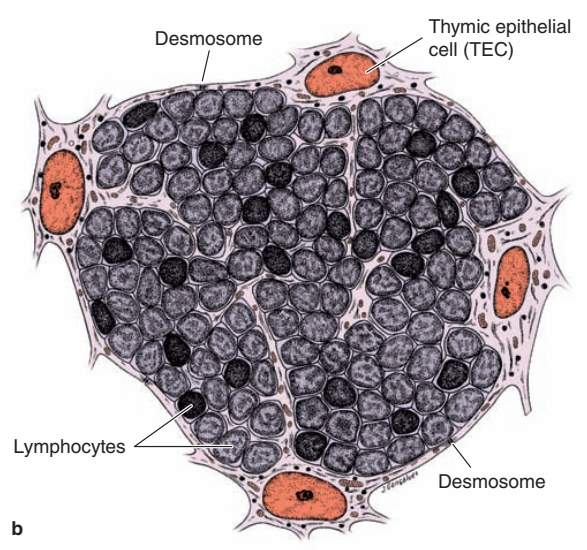 Desmosome
Thymic epithelial
cell (TEC)
Lymphocytes
Desmosome
b